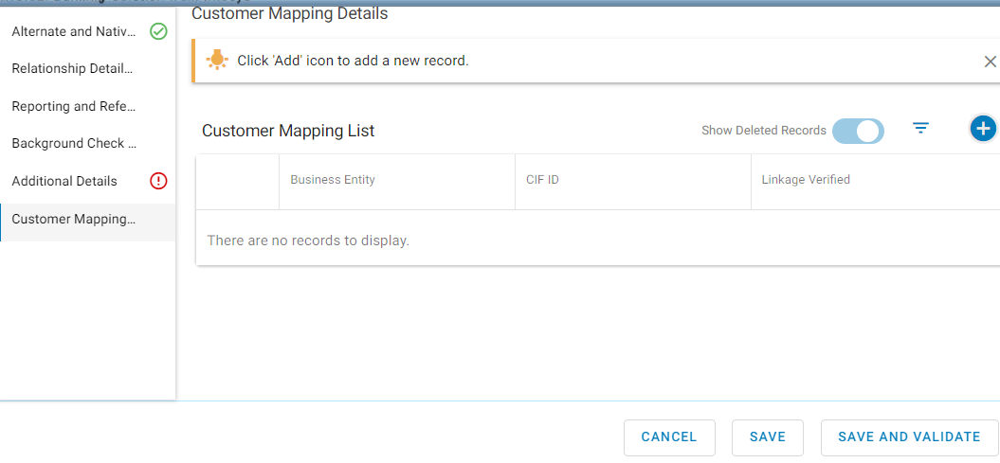 Customer Mapping Details
Alternate and Nativ...
Relationship Detail...
Reporting and Refe...
Background Check ...
Additional Details
Customer Mapping...
Click 'Add' icon to add a new record.
Customer Mapping List
Show Deleted Records
Business Entity
CIF ID
Linkage Verified
There are no records to display.
CANCEL
SAVE
SAVE AND VALIDATE